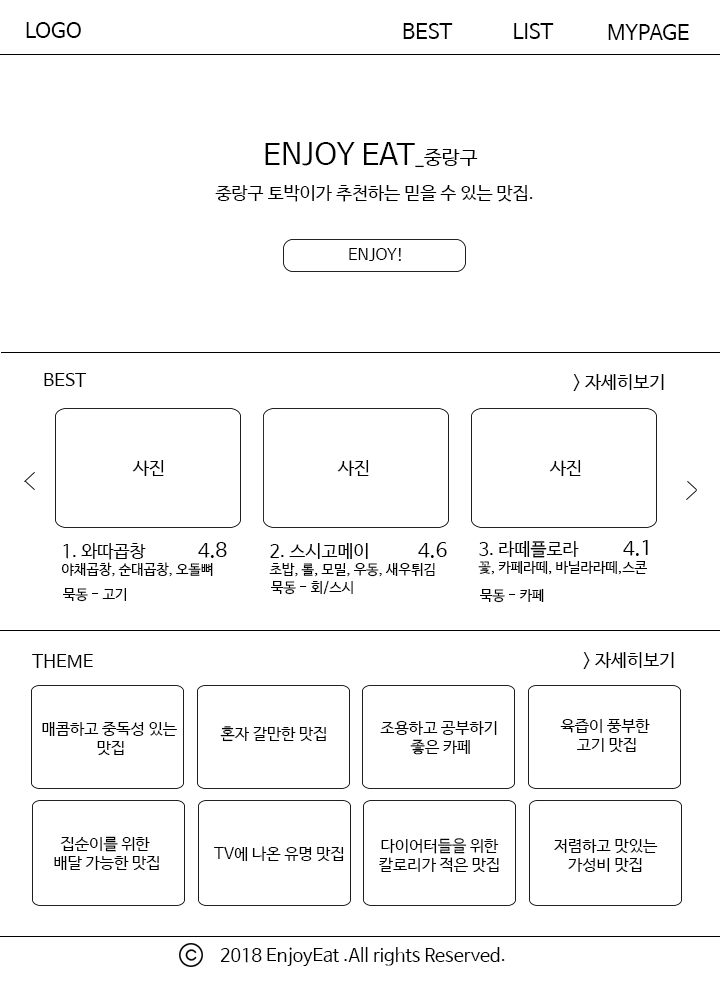 LOGO BEST LIST MYPAGE
ENJOY EAT_중랑구
중랑구 토박이가 추천하는 믿을 수 있는 맛집.
ENJOY!
BEST 〉자세히보기
사진 사진 사진
1. 와따곱창 4.8
야채곱창, 순대곱창, 오돌뼈
묵동 - 고기
2. 스시고메이 4.6
초밥, 롤, 모밀, 우동, 새우튀김
묵동 - 회/스시
3. 라떼플로라 4.1
꽃, 카페라떼, 바닐라라떼,스콘
묵동 - 카페
THEME 〉자세히보기
매콤하고 중독성 있는
맛집
혼자 갈만한 맛집
조용하고 공부하기
좋은 카페
육즙이 풍부한
고기 맛집
집순이를 위한
배달 가능한 맛집
TV에 나온 유명 맛집
다이어터들을 위한
칼로리가 적은 맛집
저렴하고 맛있는
가성비 맛집
© 2018 EnjoyEat .All rights Reserved.